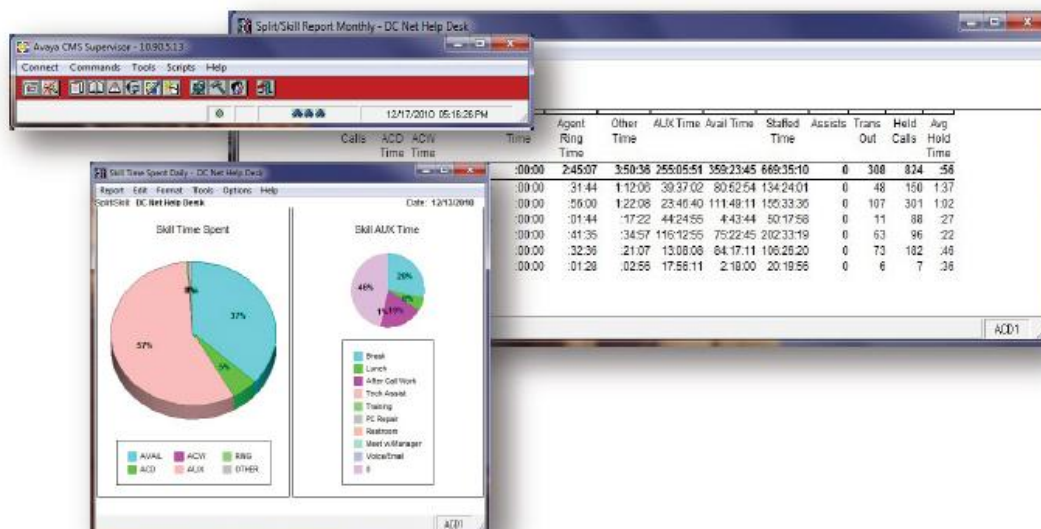 Split/Skill Report Monthly - DC Net Help Desk
Avaya CMS Supervisor - 10.90.5.13
Connect Commands Tools Scripts Help
12/17/2010 05:16:26 PM
Calls ACD Time ACW Time Time Agent Ring Time Other Time AUX Time Avail Time Staffed Time Assists Trans Out Held Calls Avg Hold Time
:00:00 2:45:07 3:50:36 255:05:51 359:23:45 669:35:10 0 308 824 :56
:00:00 :31:44 1:12:06 39:37:02 80:52:54 134:24:01 0 48 150 1:37
:00:00 :56:00 1:22:08 23:46:40 111:49:11 155:33:36 0 107 301 1:02
:00:00 :01:44 :17:22 44:24:55 4:43:44 50:17:58 0 11 88 :27
:00:00 :41:35 :34:57 116:12:55 75:22:45 202:33:19 0 63 96 :22
:00:00 :32:36 :21:07 13:08:08 84:17:11 106:26:20 0 73 182 :46
:00:00 :01:28 :02:56 17:56:11 2:18:00 20:19:56 0 6 7 :36
ACD1
Skill Time Spent Daily - DC Net Help Desk
Report Edit Format Tools Options Help
Split/Skill: DC Net Help Desk
Date: 12/13/2010
Skill Time Spent
37%
57%
5%
AVAIL ACW RING
ACD AUX OTHER
Skill AUX Time
28%
46%
1%
Break
Lunch
After Call Work
Tech Assist
Training
PC Repair
Restroom
Meet w/Manager
Voice/Email
0
ACD1